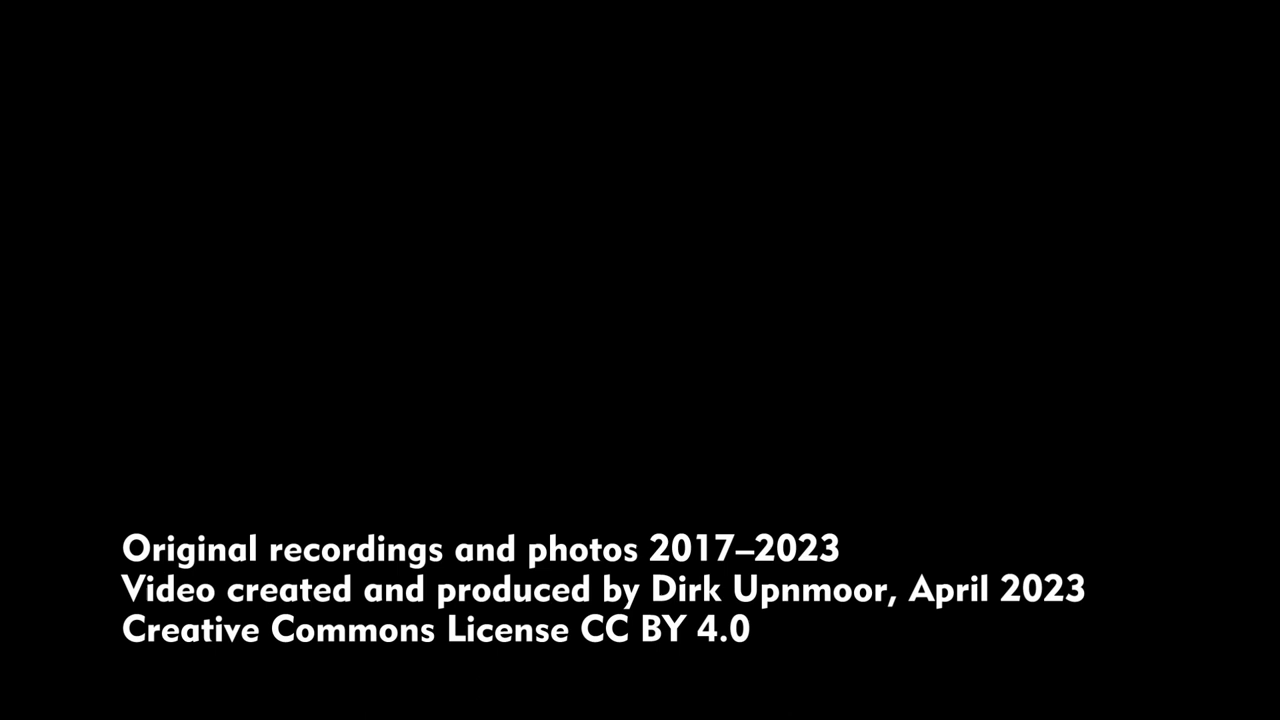 Original recordings and photos 2017–2023
Video created and produced by Dirk Upnmoor, April 2023
Creative Commons License CC BY 4.0